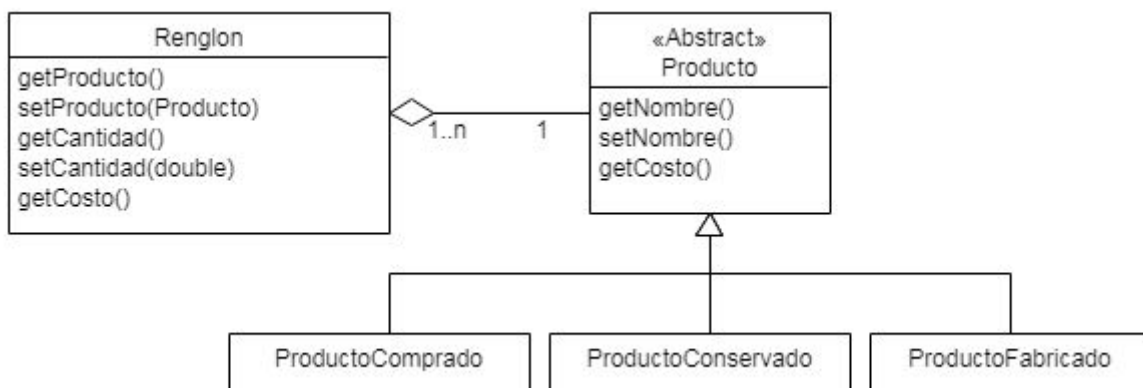 Renglon
getProducto()
setProducto(Producto)
getCantidad()
setCantidad(double)
getCosto()
1..n
1
«Abstract»
Producto
getNombre()
setNombre()
getCosto()
ProductoComprado
ProductoConservado
ProductoFabricado